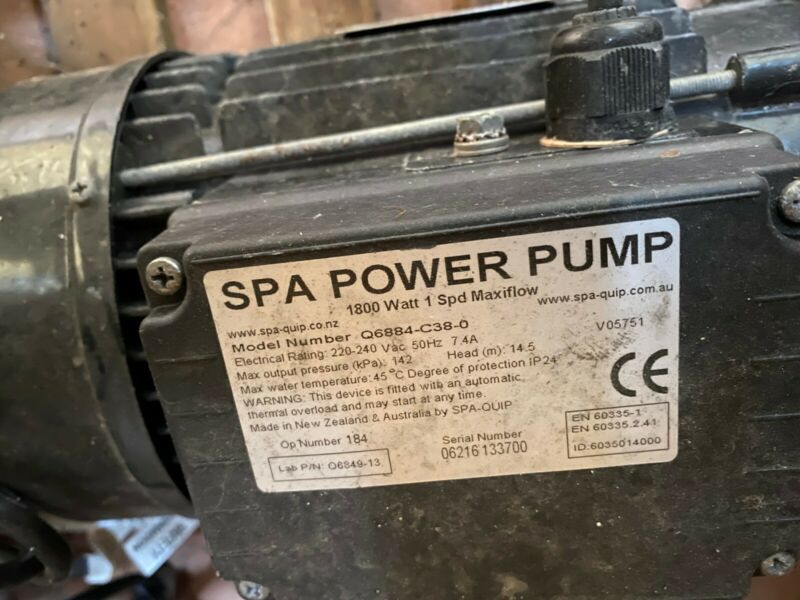 SPA POWER PUMP
1800 Watt 1 Spd Maxiflow
www.spa-quip.co.nz www.spa-quip.com.au
Model Number Q6884-C38-0 V05751
Electrical Rating: 220-240 Vac 50Hz 7.4A
Max output pressure (kPa): 142 Head (m): 14.5
Max water temperature: 45°C Degree of protection iP24
WARNING: This device is fitted with an automatic
thermal overload and may start at any time.
Made in New Zealand & Australia by SPA-QUIP
CE
Op Number 184
Serial Number
06216 133700
EN 60335-1
EN 60335.2.41
ID:6035014000
Lab P/N: Q6849-13